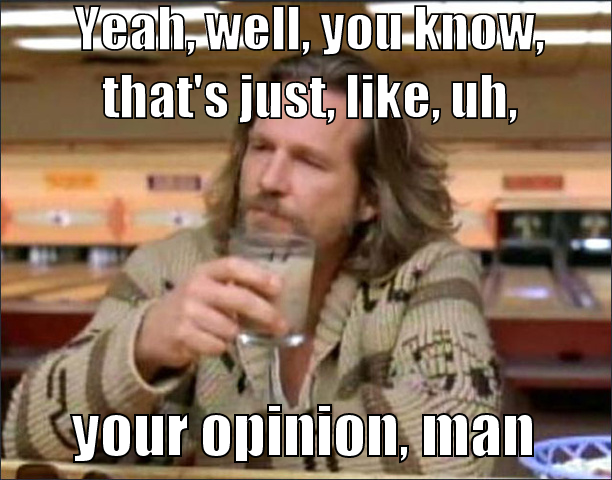 Yeah, well, you know,
that's just, like, uh,
your opinion, man